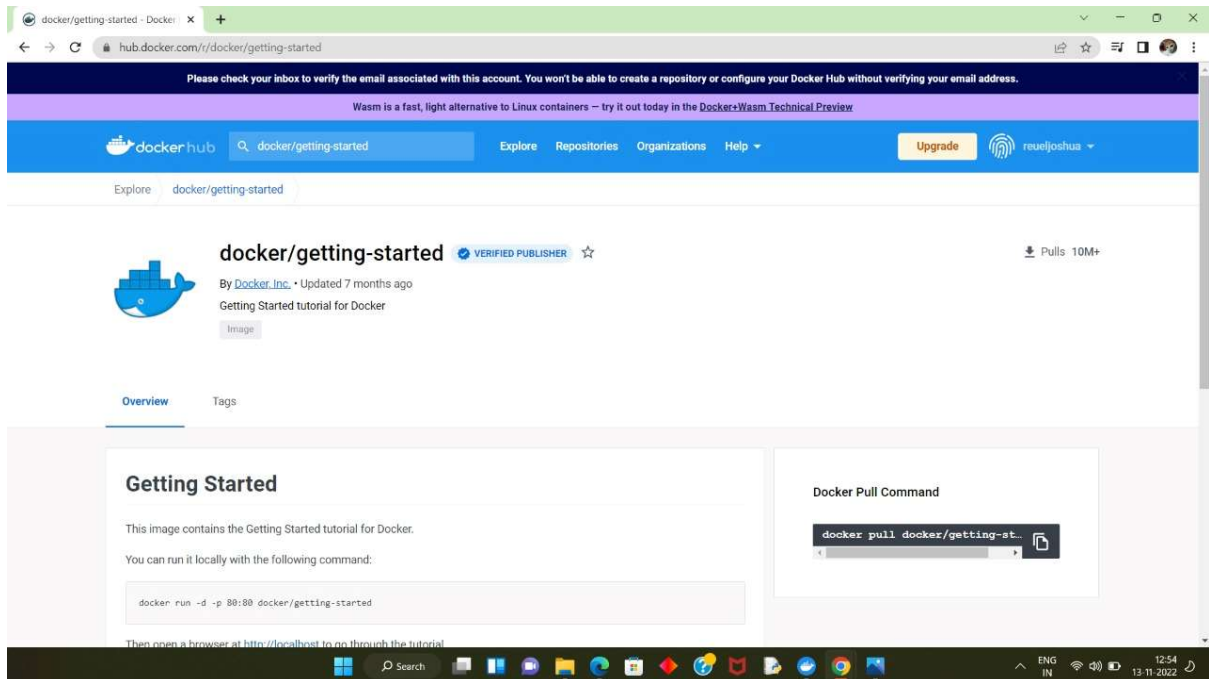 docker/getting-started - Docker
hub.docker.com/r/docker/getting-started
Please check your inbox to verify the email associated with this account. You won't be able to create a repository or configure your Docker Hub without verifying your email address.
Wasm is a fast, light alternative to Linux containers — try it out today in the Docker+Wasm Technical Preview
dockerhub docker/getting-started Explore Repositories Organizations Help Upgrade reueljoshua
Explore docker/getting-started
docker/getting-started VERIFIED PUBLISHER Pulls 10M+
By Docker, Inc. • Updated 7 months ago
Getting Started tutorial for Docker
Image
Overview Tags
Getting Started
This image contains the Getting Started tutorial for Docker.
You can run it locally with the following command:
docker run -d -p 80:80 docker/getting-started
Then open a browser at http://localhost to go through the tutorial
Docker Pull Command
docker pull docker/getting-st…
Search
ENG
IN
12:54
13-11-2022